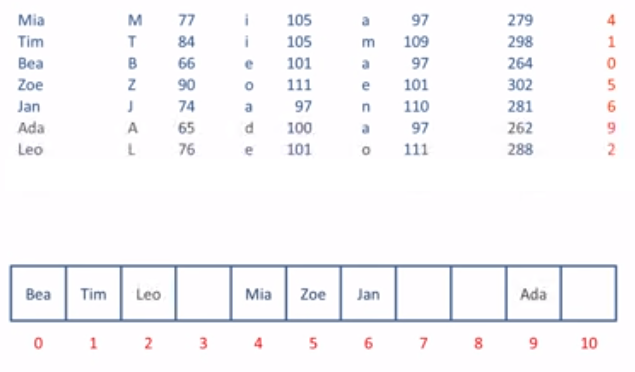 Mia M 77 i 105 a 97 279 4
Tim T 84 i 105 m 109 298 1
Bea B 66 e 101 a 97 264 0
Zoe Z 90 o 111 e 101 302 5
Jan J 74 a 97 n 110 281 6
Ada A 65 d 100 a 97 262 9
Leo L 76 e 101 o 111 288 2
Bea Tim Leo Mia Zoe Jan Ada
0 1 2 3 4 5 6 7 8 9 10